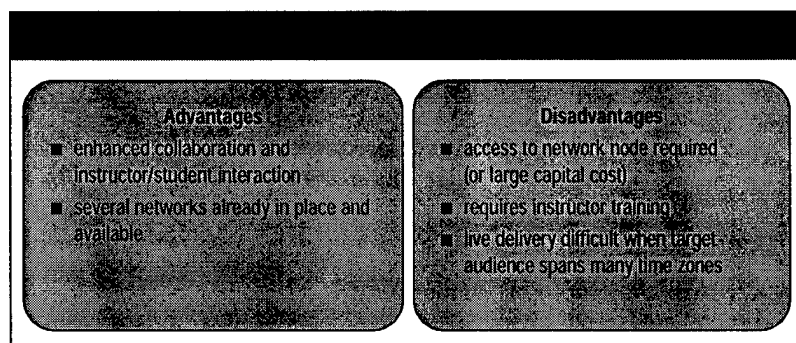 Advantages
■ enhanced collaboration and
instructor/student interaction
■ several networks already in place and
available
Disadvantages
■ access to network node required
(or large capital cost)
■ requires instructor training
■ live delivery difficult when target
audience spans many time zones